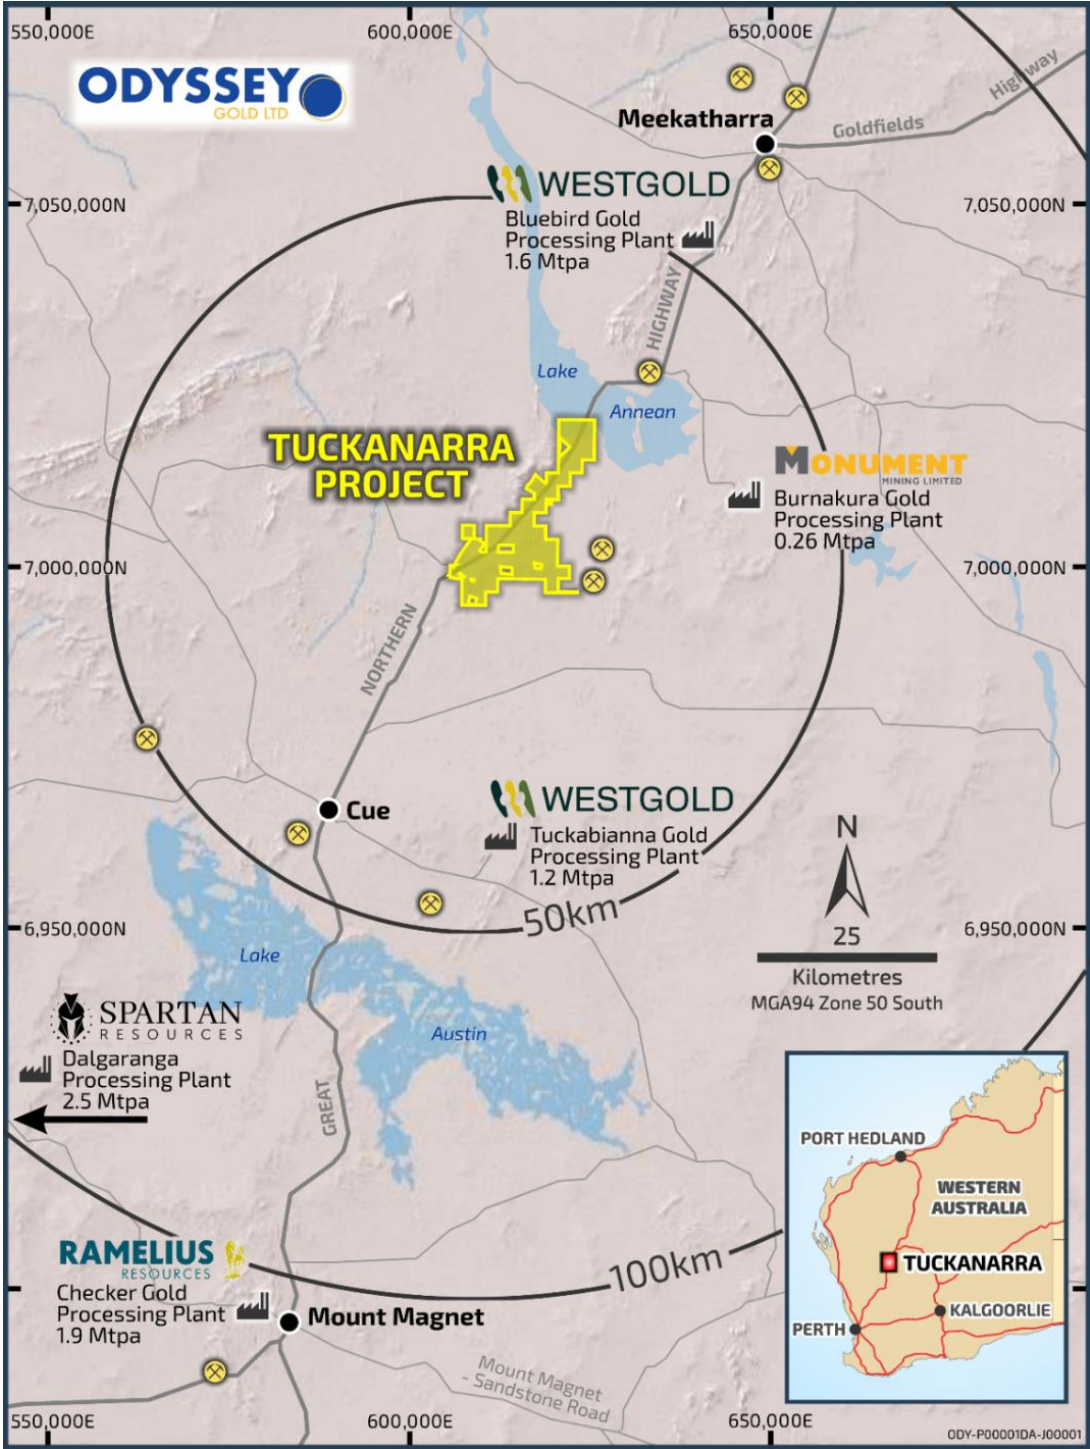 550,000E
600,000E
650,000E
ODYSSEY
GOLD LTD
Meekatharra
Goldfields
Highway
WESTGOLD
Bluebird Gold
Processing Plant
1.6 Mtpa
7,050,000N
7,050,000N
HIGHWAY
Lake
Annean
TUCKANARRA
PROJECT
MONUMENT
MINING LIMITED
Burnakura Gold
Processing Plant
0.26 Mtpa
7,000,000N
7,000,000N
NORTHERN
Cue
WESTGOLD
Tuckabianna Gold
Processing Plant
1.2 Mtpa
50km
N
25
Kilometres
MGA94 Zone 50 South
6,950,000N
6,950,000N
Lake
Austin
SPARTAN
RESOURCES
Dalgaranga
Processing Plant
2.5 Mtpa
GREAT
100km
RAMELIUS
RESOURCES
Checker Gold
Processing Plant
1.9 Mtpa
Mount Magnet
Mount Magnet
- Sandstone Road
PORT HEDLAND
WESTERN
AUSTRALIA
TUCKANARRA
KALGOORLIE
PERTH
550,000E
600,000E
650,000E
ODY-P00001DA-J00001